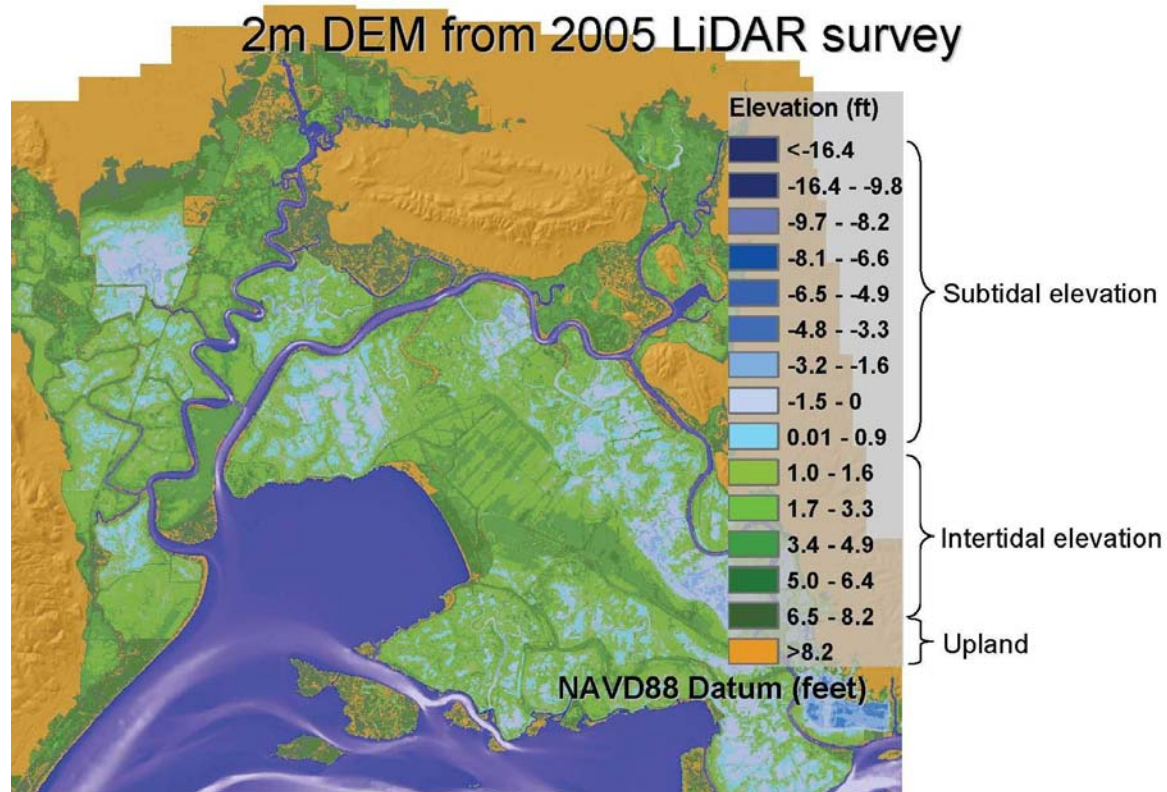 2m DEM from 2005 LiDAR survey
Elevation (ft)
<-16.4
-16.4 - -9.8
-9.7 - -8.2
-8.1 - -6.6
-6.5 - -4.9
-4.8 - -3.3
-3.2 - -1.6
-1.5 - 0
0.01 - 0.9
1.0 - 1.6
1.7 - 3.3
3.4 - 4.9
5.0 - 6.4
6.5 - 8.2
>8.2
Subtidal elevation
Intertidal elevation
Upland
NAVD88 Datum (feet)